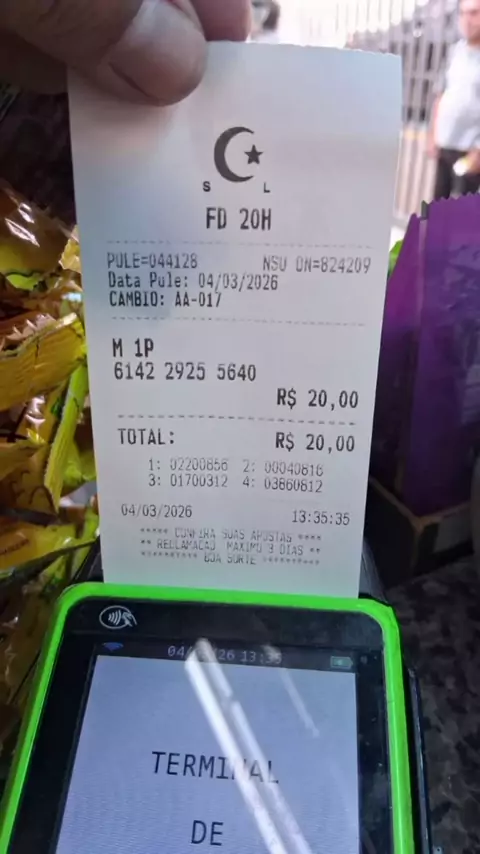 S L
FD 20H
PULE=044128 NSU ON=824209
Data Pule: 04/03/2026
CAMBIO: AA-017
M 1P
6142 2925 5640
R$ 20,00
TOTAL: R$ 20,00
1: 02200856 2: 00040816
3: 01700312 4: 03860812
04/03/2026 13:35:35
***** CONFIRA SUAS APOSTAS ****
** RECLAMACAO MAXIMO 3 DIAS **
********** BOA SORTE **********
TERMINAL
DE